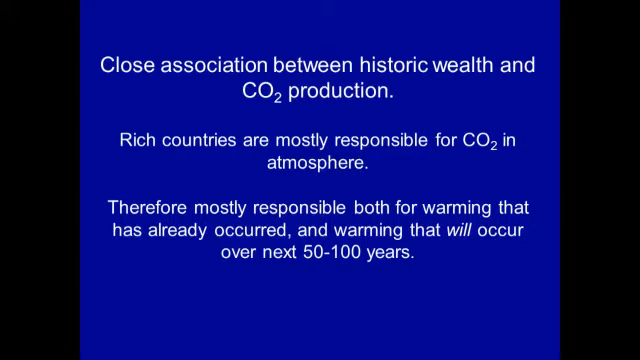 Close association between historic wealth and
CO₂ production.
Rich countries are mostly responsible for CO₂ in
atmosphere.
Therefore mostly responsible both for warming that
has already occurred, and warming that will occur
over next 50-100 years.